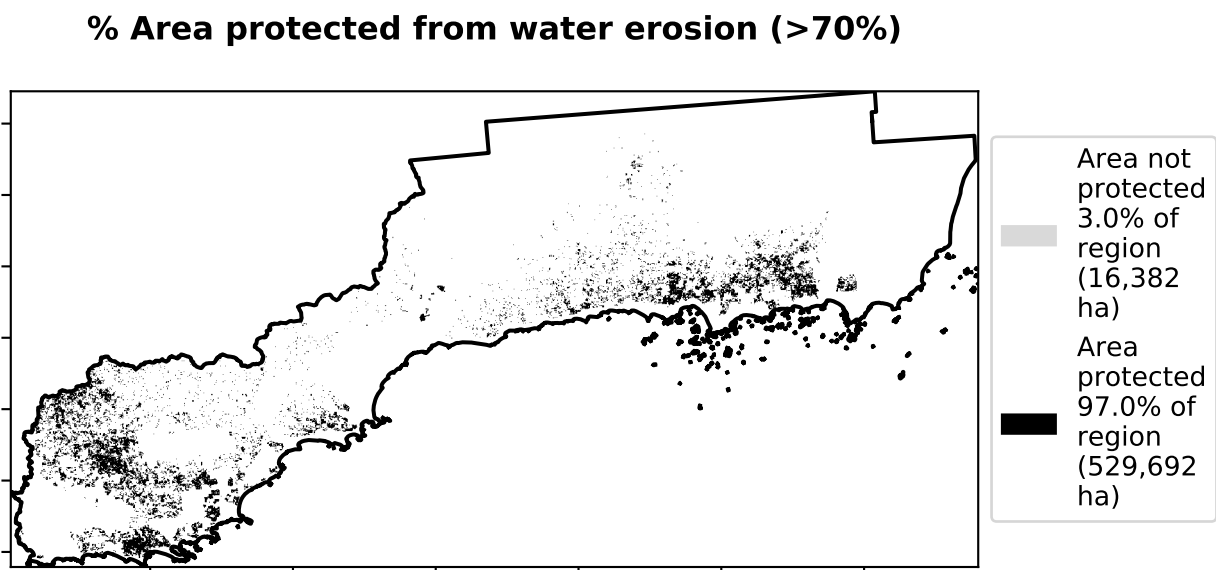 % Area protected from water erosion (>70%)
Area not
protected
3.0% of
region
(16,382
ha)
Area
protected
97.0% of
region
(529,692
ha)